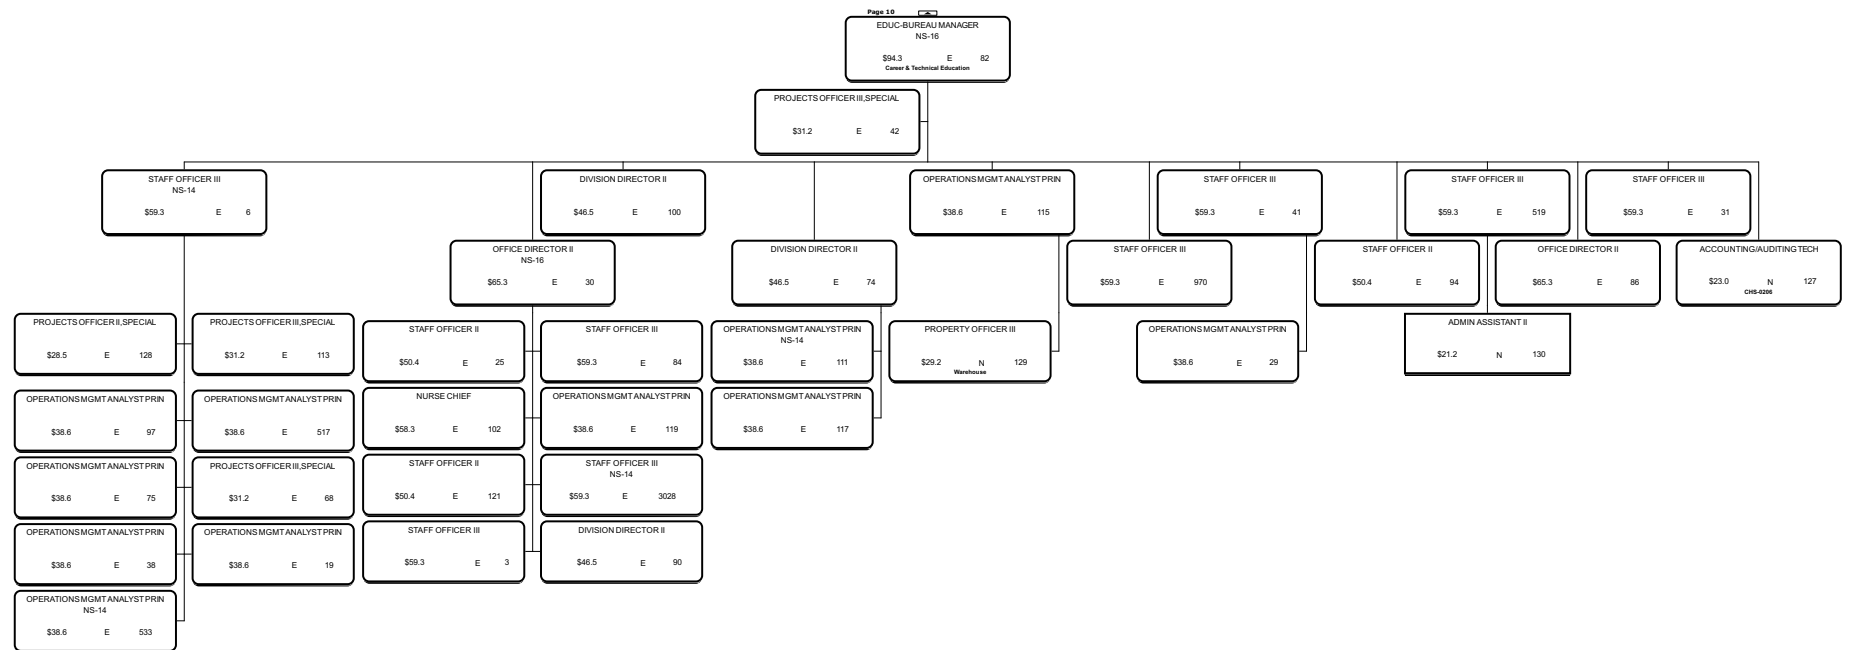 Page 10
EDUC-BUREAU MANAGER
NS-16
$94.3 E 82
Career & Technical Education
PROJECTS OFFICER III,SPECIAL
$31.2 E 42
STAFF OFFICER III
NS-14
$59.3 E 6
DIVISION DIRECTOR II
$46.5 E 100
OPERATIONS MGMT ANALYST PRIN
$38.6 E 115
STAFF OFFICER III
$59.3 E 41
STAFF OFFICER III
$59.3 E 519
STAFF OFFICER III
$59.3 E 31
OFFICE DIRECTOR II
NS-16
$65.3 E 30
DIVISION DIRECTOR II
$46.5 E 74
STAFF OFFICER III
$59.3 E 970
STAFF OFFICER II
$50.4 E 94
OFFICE DIRECTOR II
$65.3 E 86
ACCOUNTING/AUDITING TECH
$23.0 N 127
CHS-0206
PROJECTS OFFICER II,SPECIAL
$28.5 E 128
PROJECTS OFFICER III,SPECIAL
$31.2 E 113
STAFF OFFICER II
$50.4 E 25
STAFF OFFICER III
$59.3 E 84
OPERATIONS MGMT ANALYST PRIN
NS-14
$38.6 E 111
PROPERTY OFFICER III
$29.2 N 129
Warehouse
OPERATIONS MGMT ANALYST PRIN
$38.6 E 29
ADMIN ASSISTANT II
$21.2 N 130
OPERATIONS MGMT ANALYST PRIN
$38.6 E 97
OPERATIONS MGMT ANALYST PRIN
$38.6 E 517
NURSE CHIEF
$58.3 E 102
OPERATIONS MGMT ANALYST PRIN
$38.6 E 119
OPERATIONS MGMT ANALYST PRIN
$38.6 E 117
OPERATIONS MGMT ANALYST PRIN
$38.6 E 75
PROJECTS OFFICER III,SPECIAL
$31.2 E 68
STAFF OFFICER II
$50.4 E 121
STAFF OFFICER III
NS-14
$59.3 E 3028
OPERATIONS MGMT ANALYST PRIN
$38.6 E 38
OPERATIONS MGMT ANALYST PRIN
$38.6 E 19
STAFF OFFICER III
$59.3 E 3
DIVISION DIRECTOR II
$46.5 E 90
OPERATIONS MGMT ANALYST PRIN
NS-14
$38.6 E 533